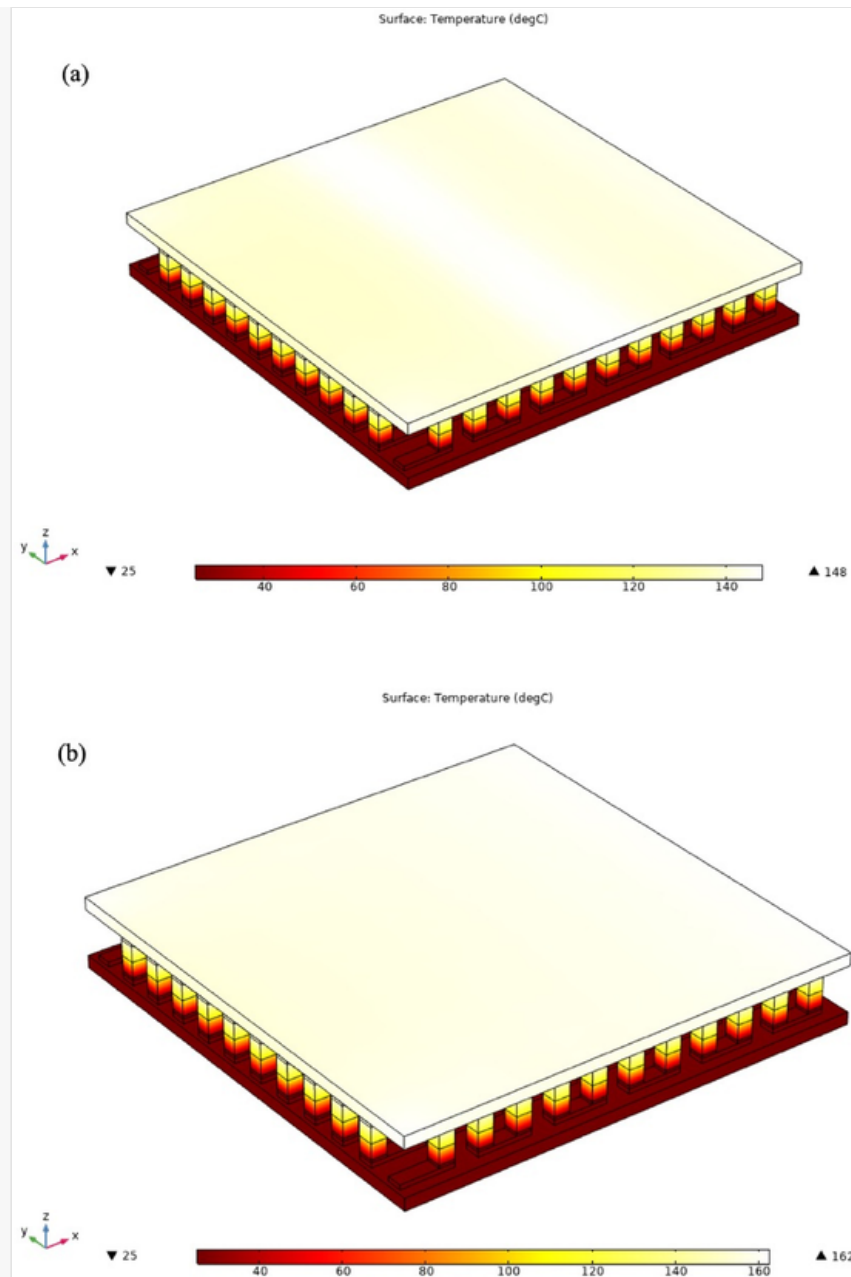 Surface: Temperature (degC)
(a)
z
y x
▼ 25
40 60 80 100 120 140
▲ 148
Surface: Temperature (degC)
(b)
z
y x
▼ 25
40 60 80 100 120 140 160
▲ 162